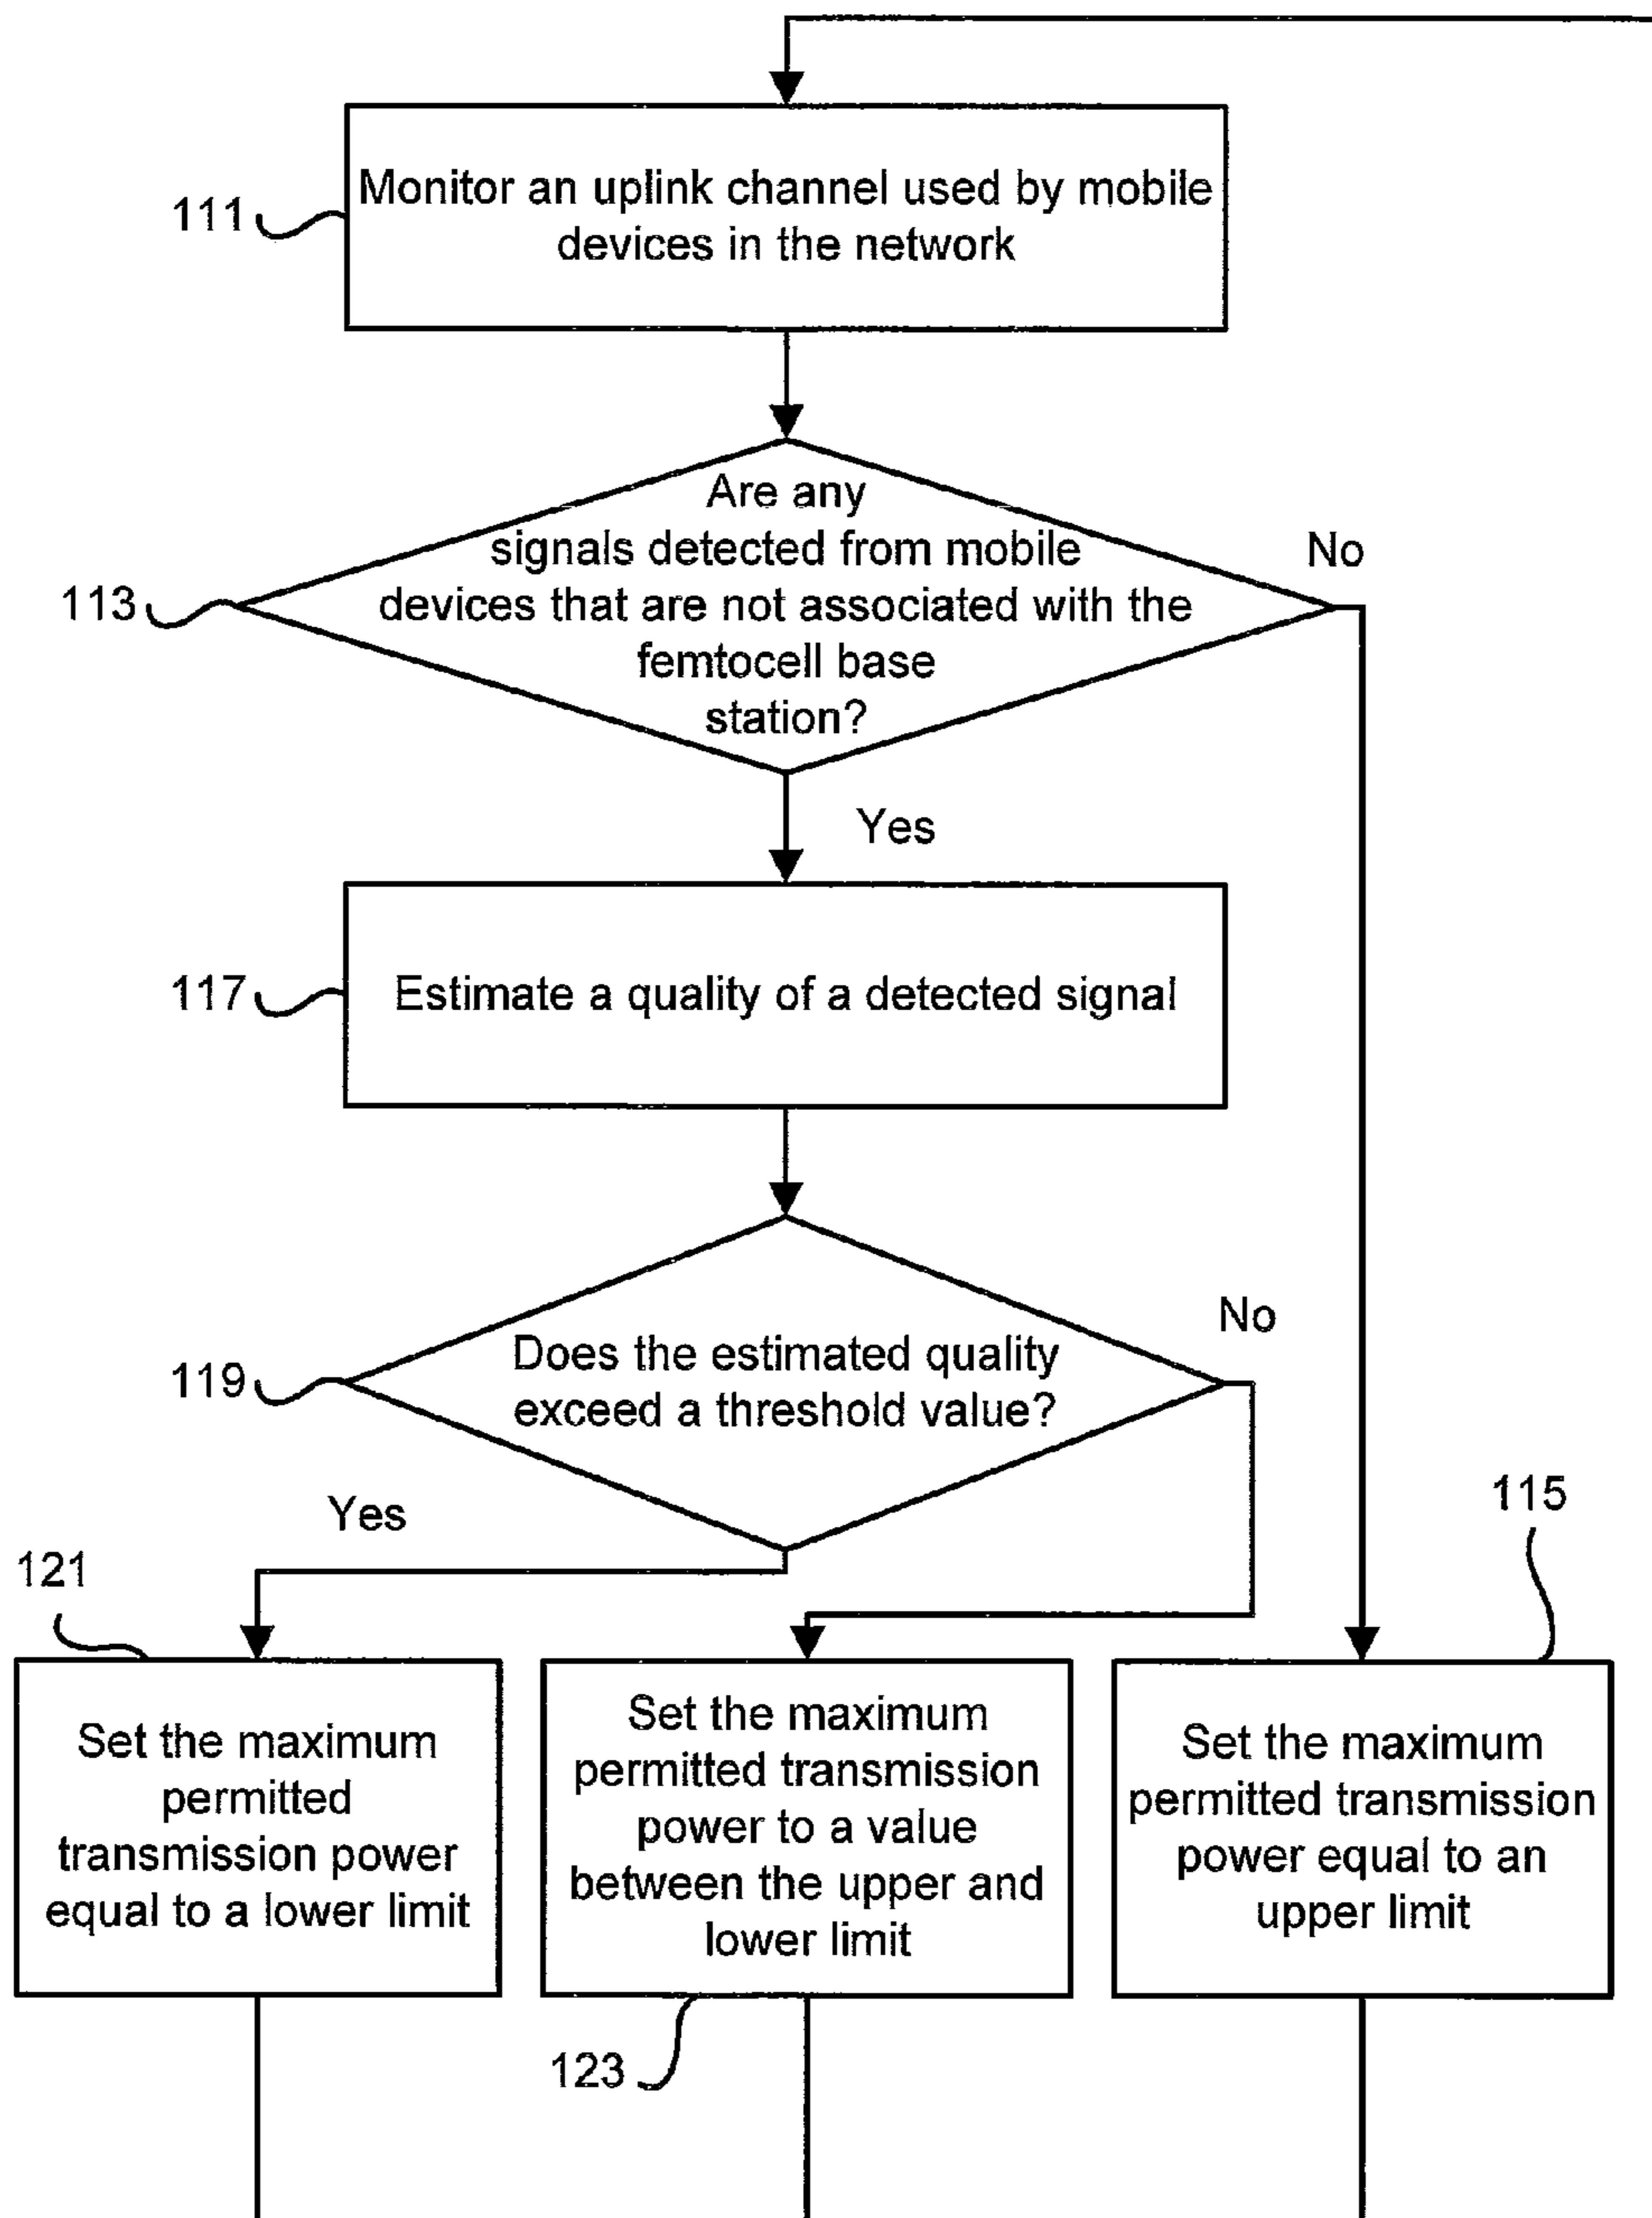 111
Monitor an uplink channel used by mobile
devices in the network
113
Are any
signals detected from mobile
devices that are not associated with the
femtocell base
station?
No
Yes
117
Estimate a quality of a detected signal
119
Does the estimated quality
exceed a threshold value?
No
Yes
121
115
Set the maximum
permitted
transmission power
equal to a lower limit
Set the maximum
permitted transmission
power to a value
between the upper and
lower limit
Set the maximum
permitted transmission
power equal to an
upper limit
123